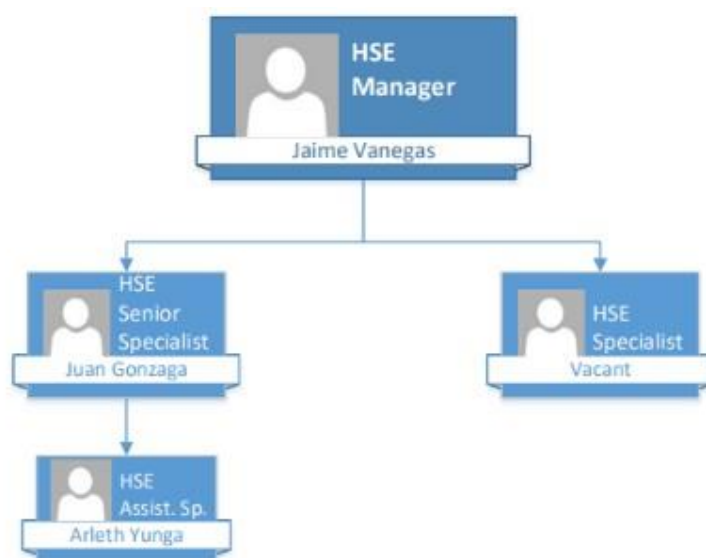 HSE
Manager
Jaime Vanegas
HSE
Senior
Specialist
Juan Gonzaga
HSE
Specialist
Vacant
HSE
Assist. Sp.
Arleth Yunga